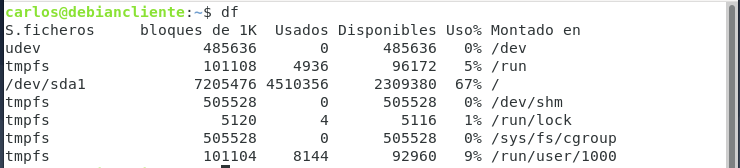 carlos@debiancliente:~$ df
S.ficheros     bloques de 1K  Usados Disponibles Uso% Montado en
udev                  485636       0      485636   0% /dev
tmpfs                 101108    4936       96172   5% /run
/dev/sda1            7205476 4510356     2309380  67% /
tmpfs                 505528       0      505528   0% /dev/shm
tmpfs                   5120       4        5116   1% /run/lock
tmpfs                 505528       0      505528   0% /sys/fs/cgroup
tmpfs                 101104    8144       92960   9% /run/user/1000